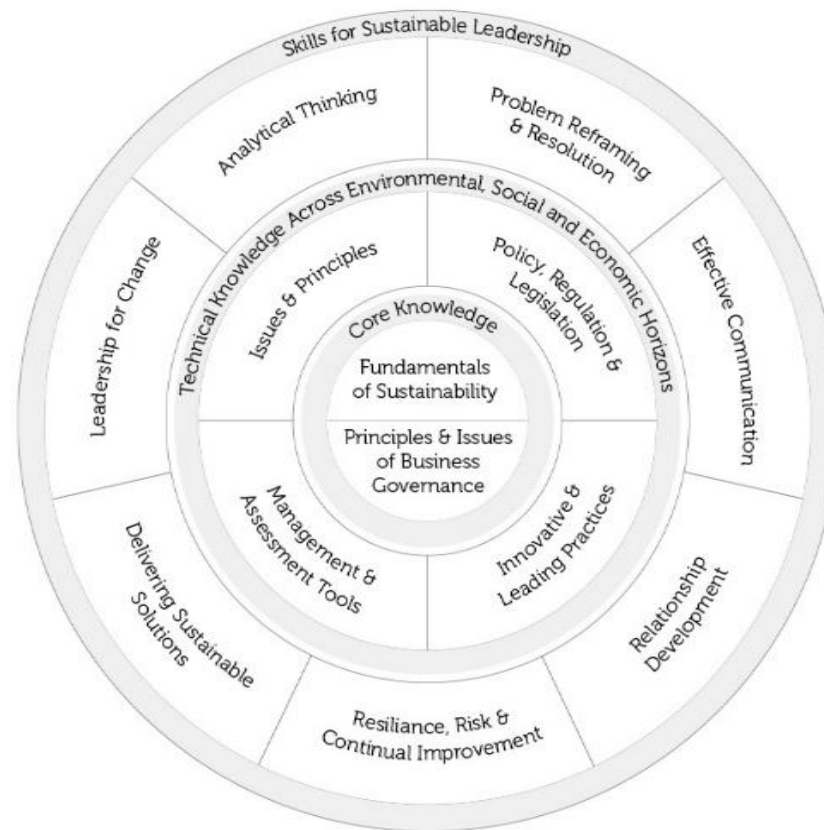 Skills for Sustainable Leadership
Analytical Thinking
Problem Reframing
& Resolution
Leadership for Change
Effective Communication
Technical Knowledge Across Environmental, Social and Economic Horizons
Issues & Principles
Policy, Regulation &
Legislation
Core Knowledge
Fundamentals
of Sustainability
Principles & Issues
of Business
Governance
Management &
Assessment Tools
Innovative &
Leading Practices
Delivering Sustainable
Solutions
Relationship
Development
Resiliance, Risk &
Continual Improvement